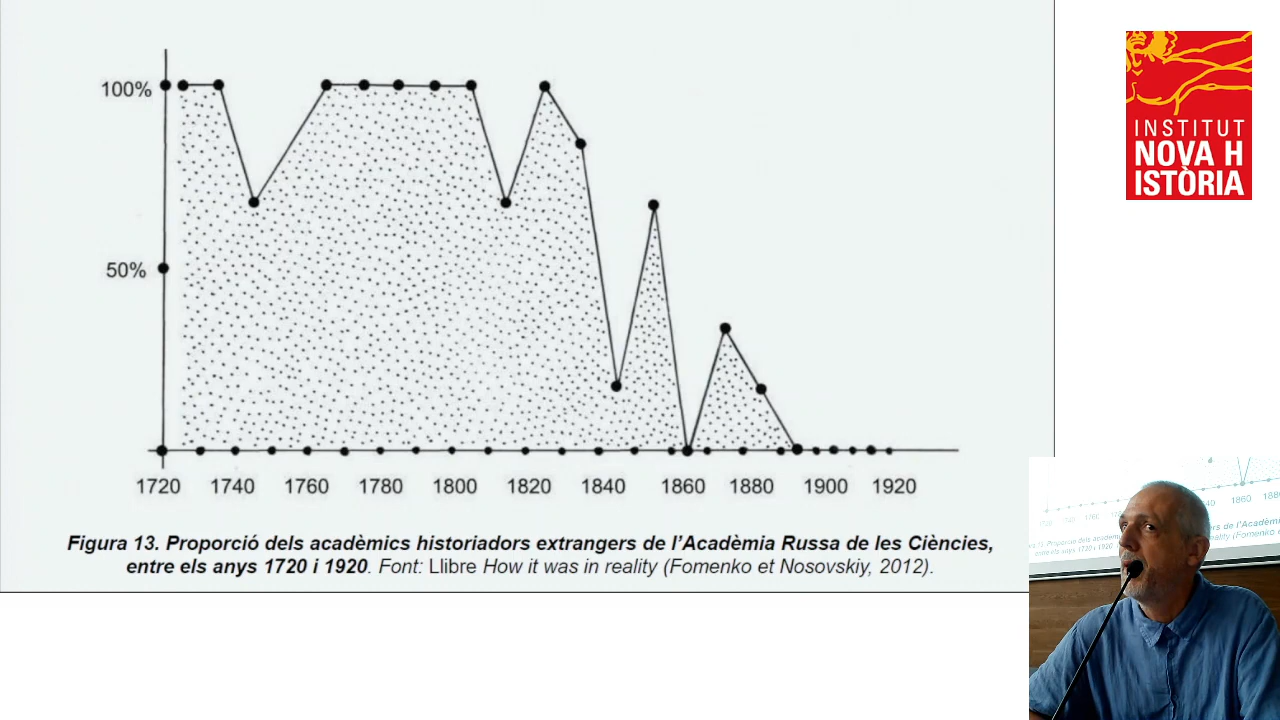 100%
50%
1720 1740 1760 1780 1800 1820 1840 1860 1880 1900 1920
Figura 13. Proporció dels acadèmics historiadors extrangers de l'Acadèmia Russa de les Ciències,
entre els anys 1720 i 1920. Font: Llibre How it was in reality (Fomenko et Nosovskiy, 2012).
INSTITUT
NOVA H
ISTÒRIA
1860 1880